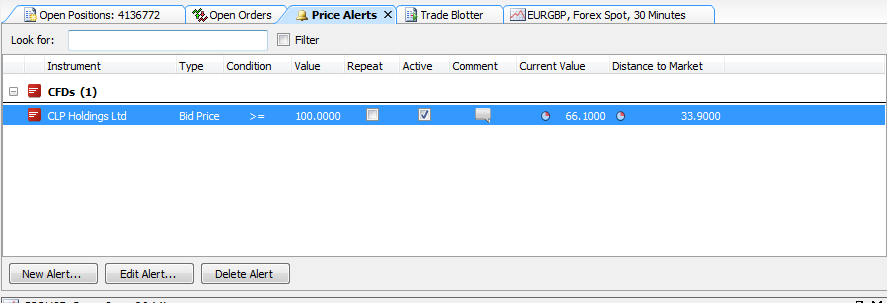 Open Positions: 4136772 Open Orders Price Alerts Trade Blotter EURGBP, Forex Spot, 30 Minutes
Look for: Filter
Instrument Type Condition Value Repeat Active Comment Current Value Distance to Market
CFDs (1)
CLP Holdings Ltd Bid Price >= 100.0000 66.1000 33.9000
New Alert... Edit Alert... Delete Alert